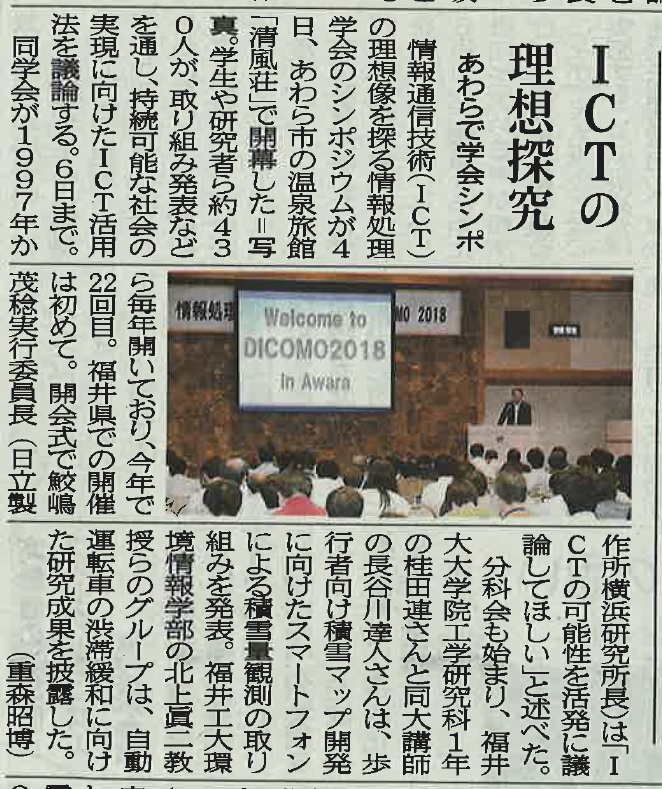 ICTの
理想探究
あわらで学会シンポ
情報通信技術(ICT)
の理想像を探る情報処理
学会のシンポジウムが4
日、あわら市の温泉旅館
「清風荘」で開幕した=写
真。学生や研究者ら約43
0人が、取り組み発表など
を通し、持続可能な社会の
実現に向けたICT活用
法を議論する。6日まで。
同学会が1997年か
ら毎年開いており、今年で
22回目。福井県での開催
は初めて。開会式で鮫嶋
茂稔実行委員長(日立製
情報処理
MO 2018
Welcome to
DICOMO2018
in Awara
作所横浜研究所長)は「I
CTの可能性を活発に議
論してほしい」と述べた。
分科会も始まり、福井
大大学院工学研究科1年
の桂田連さんと同大講師
の長谷川達人さんは、歩
行者向け積雪マップ開発
に向けたスマートフォン
による積雪量観測の取り
組みを発表。福井工大環
境情報学部の北上眞二教
授らのグループは、自動
運転車の渋滞緩和に向け
た研究成果を披露した。
(重森昭博)